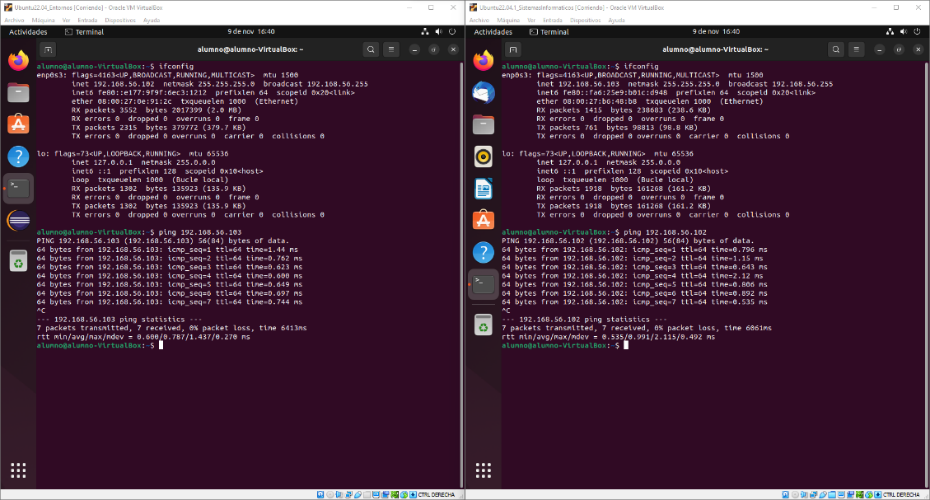 Ubuntu22.04_Entornos [Corriendo] - Oracle VM VirtualBox
Archivo Máquina Ver Entrada Dispositivos Ayuda
Actividades Terminal 9 de nov 16:40
alumno@alumno-VirtualBox: ~
alumno@alumno-VirtualBox:~$ ifconfig
enp0s3: flags=4163<UP,BROADCAST,RUNNING,MULTICAST> mtu 1500
inet 192.168.56.102 netmask 255.255.255.0 broadcast 192.168.56.255
inet6 fe80::e177:9f9f:6ec3:1212 prefixlen 64 scopeid 0x20<link>
ether 08:00:27:0e:91:2c txqueuelen 1000 (Ethernet)
RX packets 3552 bytes 2017399 (2.0 MB)
RX errors 0 dropped 0 overruns 0 frame 0
TX packets 2315 bytes 379772 (379.7 KB)
TX errors 0 dropped 0 overruns 0 carrier 0 collisions 0
lo: flags=73<UP,LOOPBACK,RUNNING> mtu 65536
inet 127.0.0.1 netmask 255.0.0.0
inet6 ::1 prefixlen 128 scopeid 0x10<host>
loop txqueuelen 1000 (Bucle local)
RX packets 1302 bytes 135923 (135.9 KB)
RX errors 0 dropped 0 overruns 0 frame 0
TX packets 1302 bytes 135923 (135.9 KB)
TX errors 0 dropped 0 overruns 0 carrier 0 collisions 0
alumno@alumno-VirtualBox:~$ ping 192.168.56.103
PING 192.168.56.103 (192.168.56.103) 56(84) bytes of data.
64 bytes from 192.168.56.103: icmp_seq=1 ttl=64 time=1.44 ms
64 bytes from 192.168.56.103: icmp_seq=2 ttl=64 time=0.762 ms
64 bytes from 192.168.56.103: icmp_seq=3 ttl=64 time=0.623 ms
64 bytes from 192.168.56.103: icmp_seq=4 ttl=64 time=0.600 ms
64 bytes from 192.168.56.103: icmp_seq=5 ttl=64 time=0.649 ms
64 bytes from 192.168.56.103: icmp_seq=6 ttl=64 time=0.697 ms
64 bytes from 192.168.56.103: icmp_seq=7 ttl=64 time=0.744 ms
^C
--- 192.168.56.103 ping statistics ---
7 packets transmitted, 7 received, 0% packet loss, time 6413ms
rtt min/avg/max/mdev = 0.600/0.787/1.437/0.270 ms
alumno@alumno-VirtualBox:~$
CTRL DERECHA
Ubuntu22.04.1_SistemasInformaticos [Corriendo] - Oracle VM VirtualBox
Archivo Máquina Ver Entrada Dispositivos Ayuda
Actividades Terminal 9 de nov 16:40
alumno@alumno-VirtualBox: ~
alumno@alumno-VirtualBox:~$ ifconfig
enp0s3: flags=4163<UP,BROADCAST,RUNNING,MULTICAST> mtu 1500
inet 192.168.56.103 netmask 255.255.255.0 broadcast 192.168.56.255
inet6 fe80::fa6:25e9:b03c:d948 prefixlen 64 scopeid 0x20<link>
ether 08:00:27:b6:48:b8 txqueuelen 1000 (Ethernet)
RX packets 1415 bytes 238683 (238.6 KB)
RX errors 0 dropped 0 overruns 0 frame 0
TX packets 761 bytes 98813 (98.8 KB)
TX errors 0 dropped 0 overruns 0 carrier 0 collisions 0
lo: flags=73<UP,LOOPBACK,RUNNING> mtu 65536
inet 127.0.0.1 netmask 255.0.0.0
inet6 ::1 prefixlen 128 scopeid 0x10<host>
loop txqueuelen 1000 (Bucle local)
RX packets 1918 bytes 161268 (161.2 KB)
RX errors 0 dropped 0 overruns 0 frame 0
TX packets 1918 bytes 161268 (161.2 KB)
TX errors 0 dropped 0 overruns 0 carrier 0 collisions 0
alumno@alumno-VirtualBox:~$ ping 192.168.56.102
PING 192.168.56.102 (192.168.56.102) 56(84) bytes of data.
64 bytes from 192.168.56.102: icmp_seq=1 ttl=64 time=0.796 ms
64 bytes from 192.168.56.102: icmp_seq=2 ttl=64 time=1.15 ms
64 bytes from 192.168.56.102: icmp_seq=3 ttl=64 time=0.643 ms
64 bytes from 192.168.56.102: icmp_seq=4 ttl=64 time=2.12 ms
64 bytes from 192.168.56.102: icmp_seq=5 ttl=64 time=0.806 ms
64 bytes from 192.168.56.102: icmp_seq=6 ttl=64 time=0.892 ms
64 bytes from 192.168.56.102: icmp_seq=7 ttl=64 time=0.535 ms
^C
--- 192.168.56.102 ping statistics ---
7 packets transmitted, 7 received, 0% packet loss, time 6061ms
rtt min/avg/max/mdev = 0.535/0.991/2.115/0.492 ms
alumno@alumno-VirtualBox:~$
CTRL DERECHA